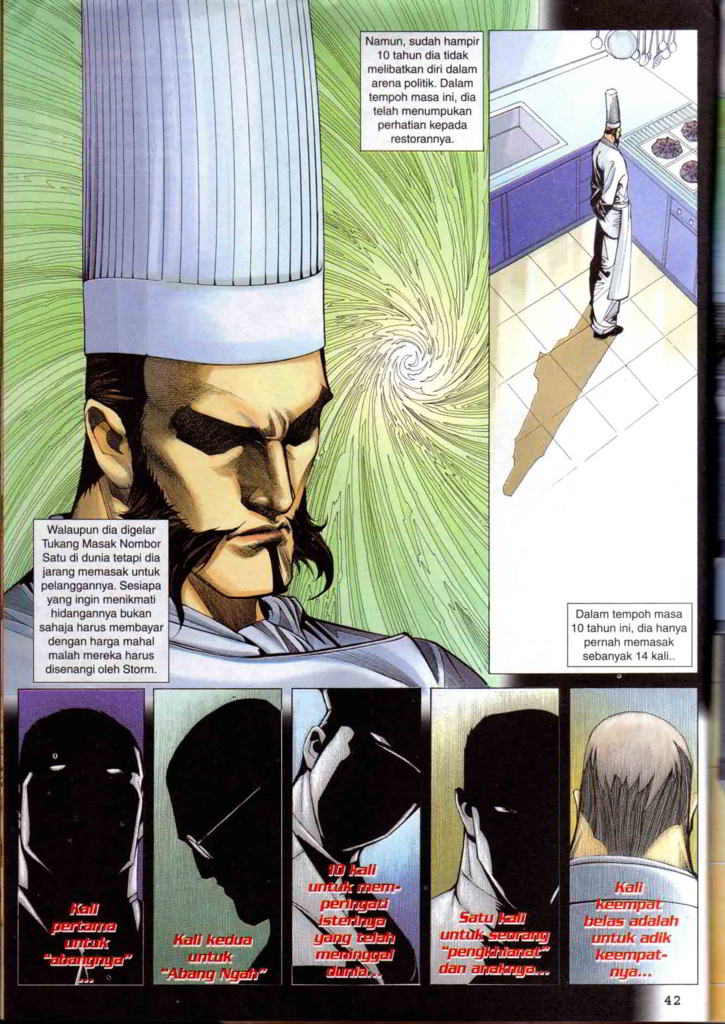 Namun, sudah hampir
10 tahun dia tidak
melibatkan diri dalam
arena politik. Dalam
tempoh masa ini, dia
telah menumpukan
perhatian kepada
restorannya.
Walaupun dia digelar
Tukang Masak Nombor
Satu di dunia tetapi dia
jarang memasak untuk
pelanggannya. Sesiapa
yang ingin menikmati
hidangannya bukan
sahaja harus membayar
dengan harga mahal
malah mereka harus
disenangi oleh Storm.
Dalam tempoh masa
10 tahun ini, dia hanya
pernah memasak
sebanyak 14 kali..
Kali
pertama
untuk
"abangnya"
...
Kali kedua
untuk
"Abang Ngah"
10 kali
untuk mem-
peringati
isterinya
yang telah
meninggal
dunia...
Satu kali
untuk seorang
"pengkhianat"
dan anaknya...
Kali
keempat
belas adalah
untuk adik
keempat-
nya...
42